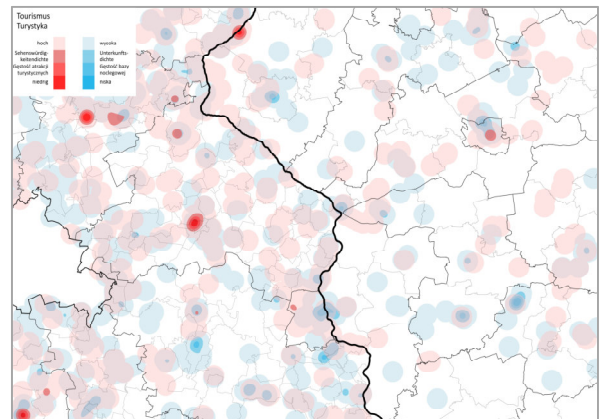 Tourismus
Turystyka
hoch
wysoka
Sehenswürdig-
keitendichte
Gęstość atrakcji
turystycznych
niedrig
Unterkunfts-
dichte
Gęstość bazy
noclegowej
niska